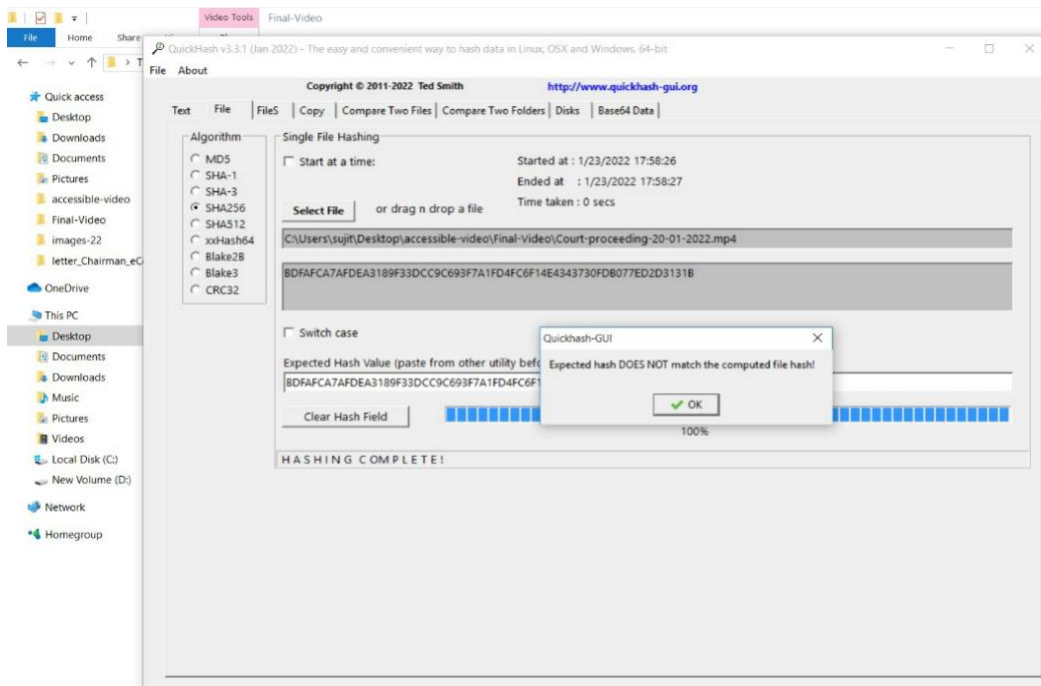 Video Tools Final-Video
File Home Share
QuickHash v3.3.1 (Jan 2022) - The easy and convenient way to hash data in Linux, OSX and Windows, 64-bit
File About
Copyright © 2011-2022 Ted Smith http://www.quickhash-gui.org
Text File FileS Copy Compare Two Files Compare Two Folders Disks Base64 Data
Quick access
Desktop
Downloads
Documents
Pictures
accessible-video
Final-Video
images-22
letter_Chairman_eC
OneDrive
This PC
Desktop
Documents
Downloads
Music
Pictures
Videos
Local Disk (C:)
New Volume (D:)
Network
Homegroup
Algorithm
MD5
SHA-1
SHA-3
SHA256
SHA512
xxHash64
Blake2B
Blake3
CRC32
Single File Hashing
Start at a time:
Started at : 1/23/2022 17:58:26
Ended at : 1/23/2022 17:58:27
Time taken : 0 secs
Select File or drag n drop a file
C:\Users\sujit\Desktop\accessible-video\Final-Video\Court-proceeding-20-01-2022.mp4
BDFAFCA7AFDEA3189F33DCC9C693F7A1FD4FC6F14E4343730FDB077ED2D3131B
Switch case
Expected Hash Value (paste from other utility befo
BDFAFCA7AFDEA3189F33DCC9C693F7A1FD4FC6F1
Clear Hash Field
100%
HASHING COMPLETE!
Quickhash-GUI
Expected hash DOES NOT match the computed file hash!
OK